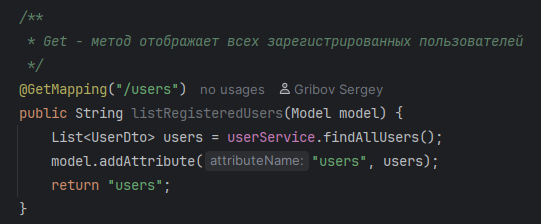 /**
 * Get - метод отображает всех зарегистрированных пользователей
 */
@GetMapping("/users") no usages Gribov Sergey
public String listRegisteredUsers(Model model) {
    List<UserDto> users = userService.findAllUsers();
    model.addAttribute( attributeName: "users", users);
    return "users";
}